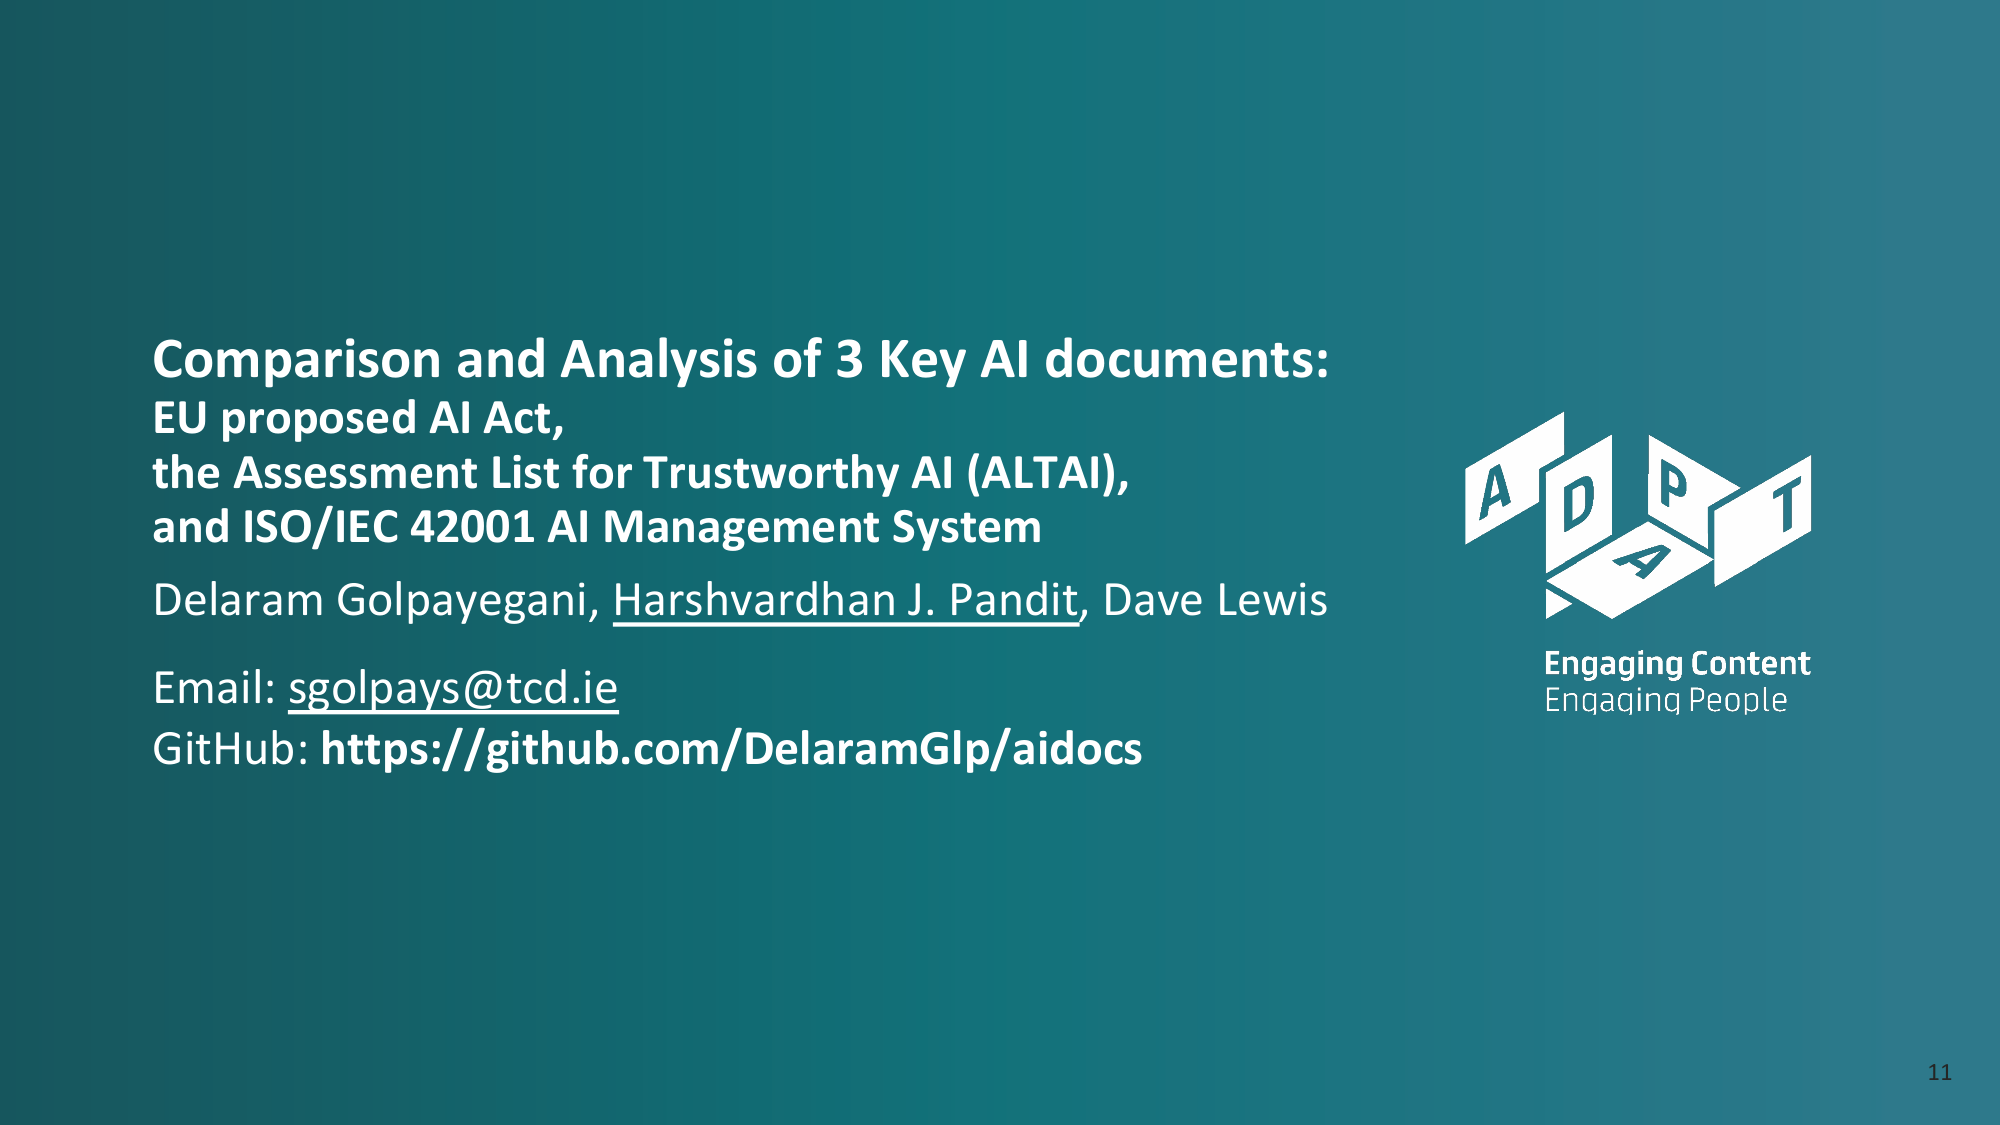 Comparison and Analysis of 3 Key AI documents:
EU proposed AI Act,
the Assessment List for Trustworthy AI (ALTAI),
and ISO/IEC 42001 AI Management System
Delaram Golpayegani, Harshvardhan J. Pandit, Dave Lewis
Email: sgolpays@tcd.ie
GitHub: https://github.com/DelaramGlp/aidocs
ADAPT
Engaging Content
Engaging People
11